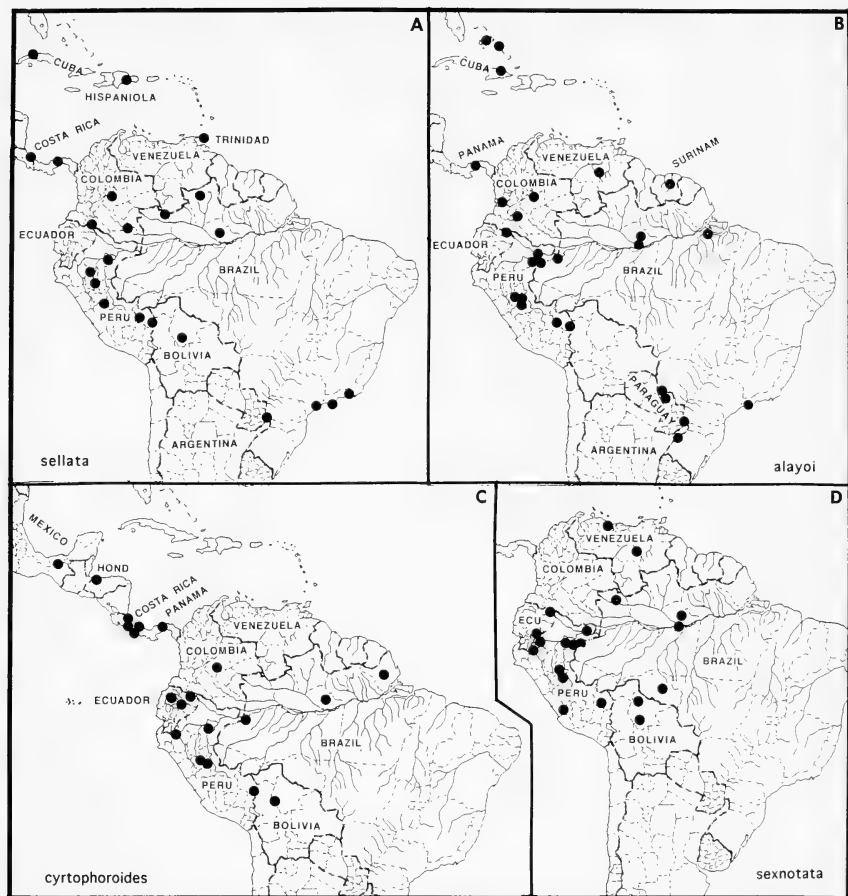 A
CUBA
HISPANIOLA
COSTA RICA
TRINIDAD
VENEZUELA
COLOMBIA
ECUADOR
BRAZIL
PERU
BOLIVIA
ARGENTINA
sellata
B
CUBA
PANAMA
VENEZUELA
SURINAM
COLOMBIA
ECUADOR
BRAZIL
PERU
PARAGUAY
ARGENTINA
alayoi
C
MEXICO
HOND
COSTA RICA
PANAMA
VENEZUELA
COLOMBIA
ECUADOR
BRAZIL
PERU
BOLIVIA
cyrtophoroides
D
VENEZUELA
COLOMBIA
ECU
BRAZIL
PERU
BOLIVIA
sexnotata